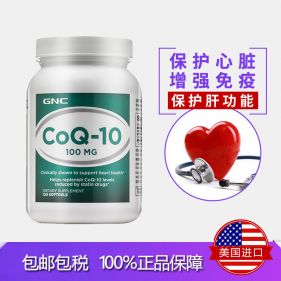 保护心脏
增强免疫
保护肝功能
GNC
CoQ-10
100 MG
Clinically shown to support heart health*
Helps replenish CoQ-10 levels
reduced by statin drugs*
DIETARY SUPPLEMENT
120 SOFTGELS
美国进口
包邮包税 100%正品保障